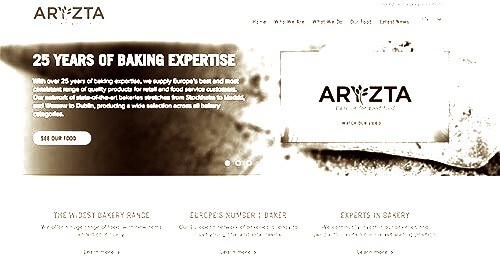 ARYZTA
Home Who We Are What We Do Our Food Latest News
25 YEARS OF BAKING EXPERTISE
With over 25 years of baking expertise, we supply Europe's best and most
consistent range of quality products for retail and food service customers.
Our network of state-of-the-art bakeries stretches from Stockholm to Madrid,
and Warsaw to Dublin, producing a wide selection across all bakery
categories.
SEE OUR FOOD
ARYZTA
WATCH OUR VIDEO
THE WIDEST BAKERY RANGE
EUROPE'S NUMBER 1 BAKER
EXPERTS IN BAKERY
Learn more >
Learn more >
Learn more >